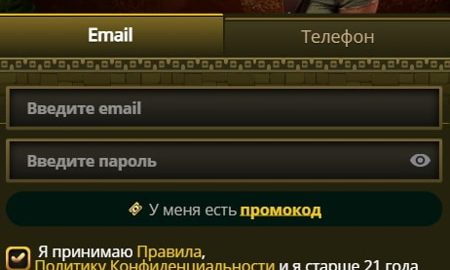 Email
Телефон
Введите email
Введите пароль
У меня есть промокод
Я принимаю Правила,
Политику Конфиденциальности и я старше 21 года